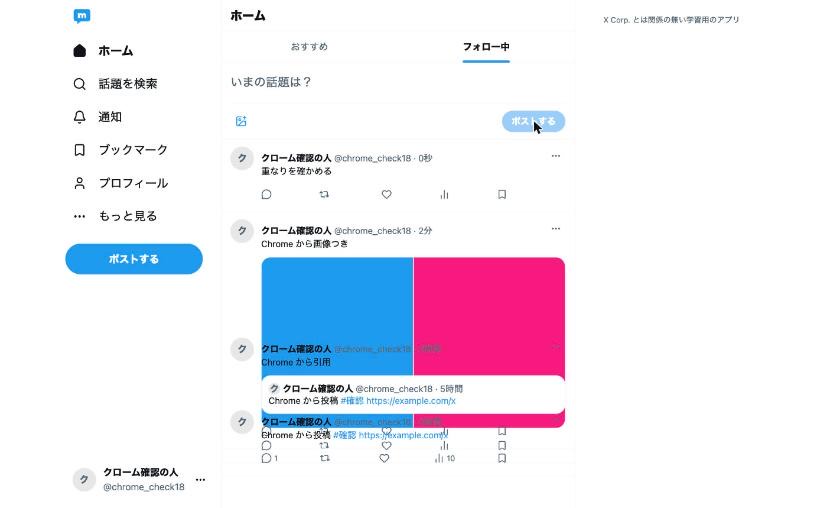 m
ホーム
X Corp. とは関係の無い学習用のアプリ
ホーム
話題を検索
通知
ブックマーク
プロフィール
もっと見る
ポストする
おすすめ
フォロー中
いまの話題は？
ポストする
ク
クローム確認の人 @chrome_check18 · 0秒
重なりを確かめる
ク
クローム確認の人 @chrome_check18 · 2分
Chrome から画像つき
ク
クローム確認の人 @chrome_check18
Chrome から引用
ク クローム確認の人 @chrome_check18 · 5時間
Chrome から投稿 #確認 https://example.com/x
ク
クローム確認の人 @chrome_check18
Chrome から投稿 #確認 https://example.com/x
1
10
ク
クローム確認の人
@chrome_check18